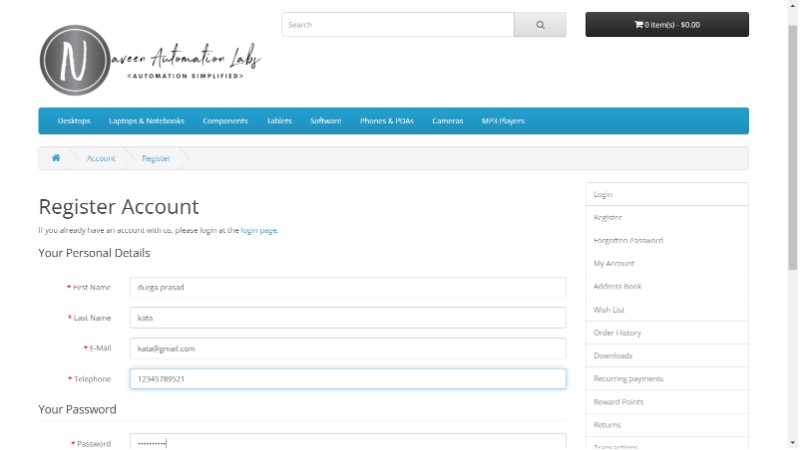 Search
0 item(s) - $0.00
N
aveen Automation Labs
<AUTOMATION SIMPLIFIED>
Desktops
Laptops & Notebooks
Components
Tablets
Software
Phones & PDAs
Cameras
MP3 Players
Account
Register
Register Account
If you already have an account with us, please login at the login page.
Your Personal Details
* First Name
durga prasad
* Last Name
kata
* E-Mail
kata@gmail.com
* Telephone
12345789521
Your Password
* Password
Login
Register
Forgotten Password
My Account
Address Book
Wish List
Order History
Downloads
Recurring payments
Reward Points
Returns
Transactions